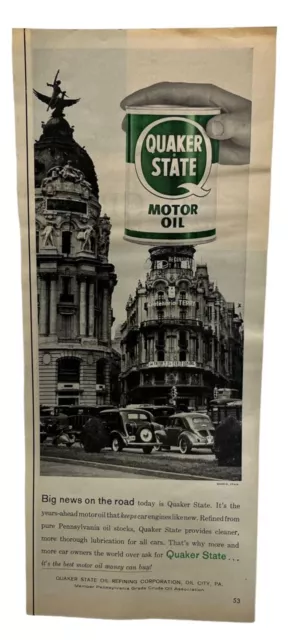 QUAKER
STATE
MOTOR
OIL
Big news on the road today is Quaker State. It's the
years-ahead motor oil that keeps car engines like new. Refined from
pure Pennsylvania oil stocks, Quaker State provides cleaner,
more thorough lubrication for all cars. That's why more and
more car owners the world over ask for Quaker State...
it's the best motor oil money can buy!
QUAKER STATE OIL REFINING CORPORATION, OIL CITY, PA.
Member Pennsylvania Grade Crude Oil Association
53